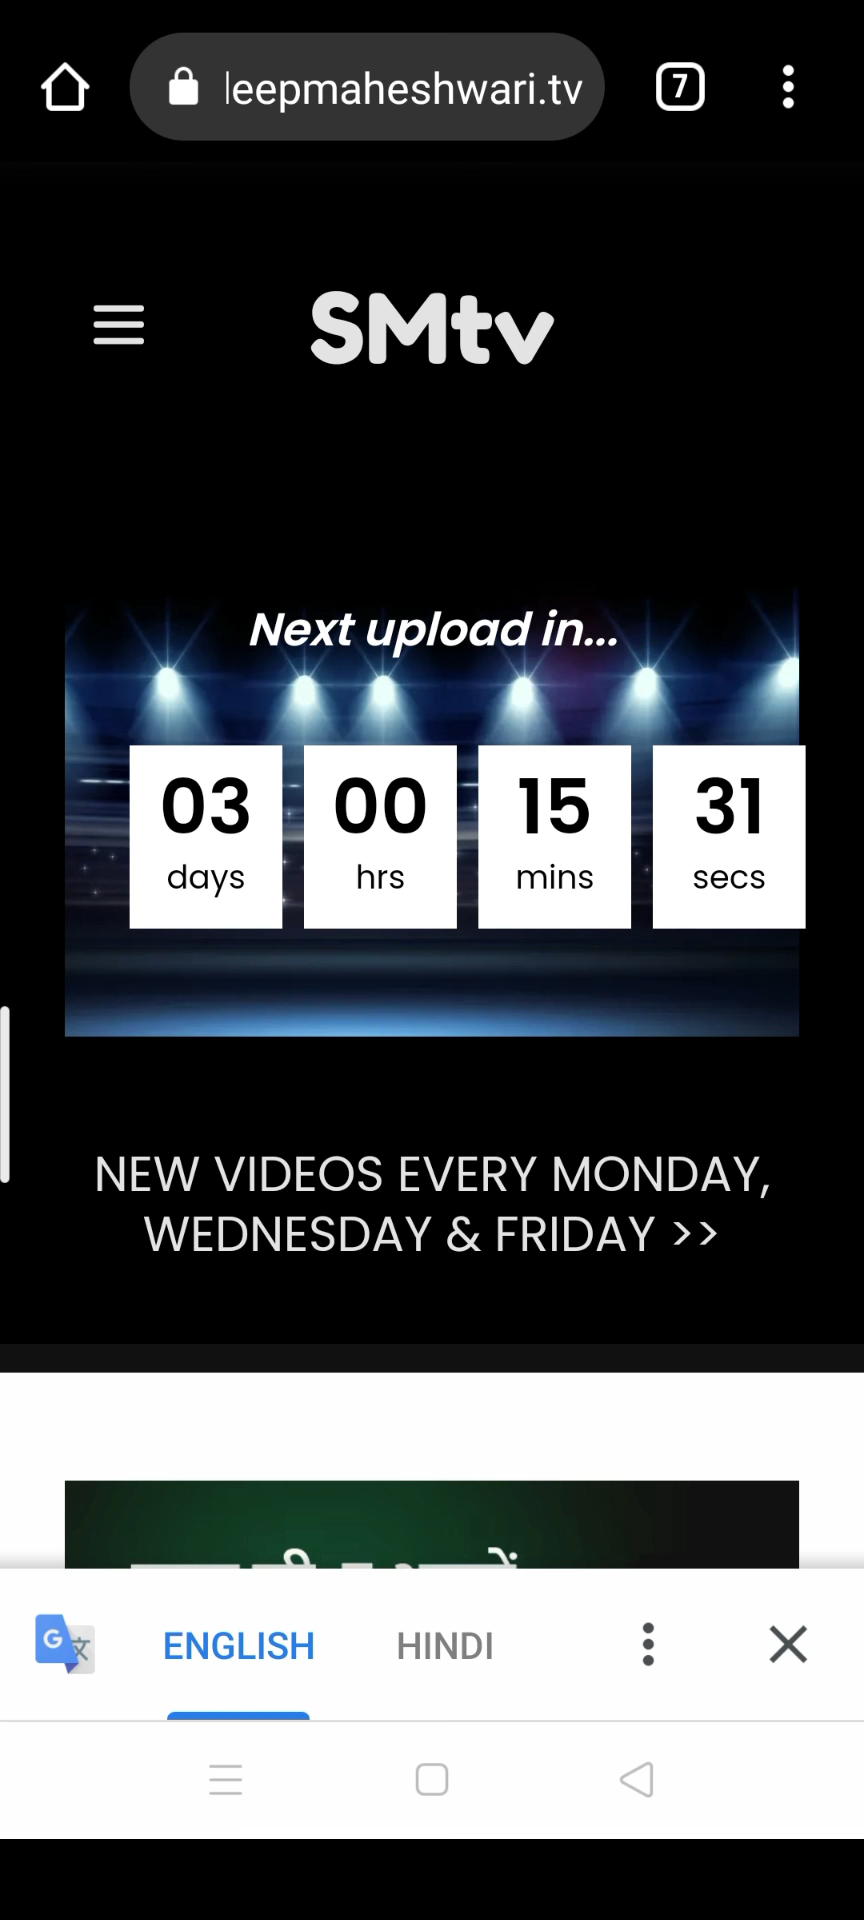 leepmaheshwari.tv
7
SMtv
Next upload in...
03 00 15 31
days hrs mins secs
NEW VIDEOS EVERY MONDAY,
WEDNESDAY & FRIDAY >>
ENGLISH HINDI